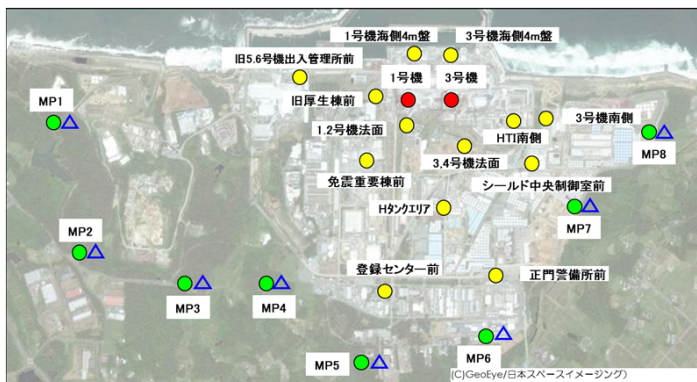 1号機海側4m盤
3号機海側4m盤
旧5.6号機出入管理所前
1号機
3号機
MP1
旧厚生棟前
3号機南側
1.2号機法面
HTI南側
MP8
3,4号機法面
免震重要棟前
シールド中央制御室前
Hタンクエリア
MP7
MP2
登録センター前
正門警備所前
MP3
MP4
MP5
MP6
(C)GeoEye/日本スペースイメージング)